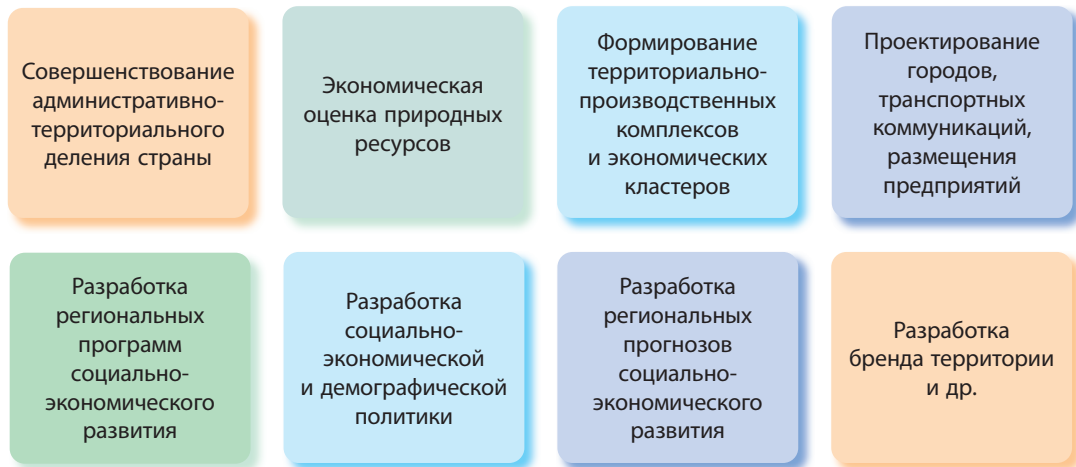 Совершенствование
административно-
территориального
деления страны
Экономическая
оценка природных
ресурсов
Формирование
территориально-
производственных
комплексов
и экономических
кластеров
Проектирование
городов,
транспортных
коммуникаций,
размещения
предприятий
Разработка
региональных
программ
социально-
экономического
развития
Разработка
социально-
экономической
и демографической
политики
Разработка
региональных
прогнозов
социально-
экономического
развития
Разработка
бренда территории
и др.